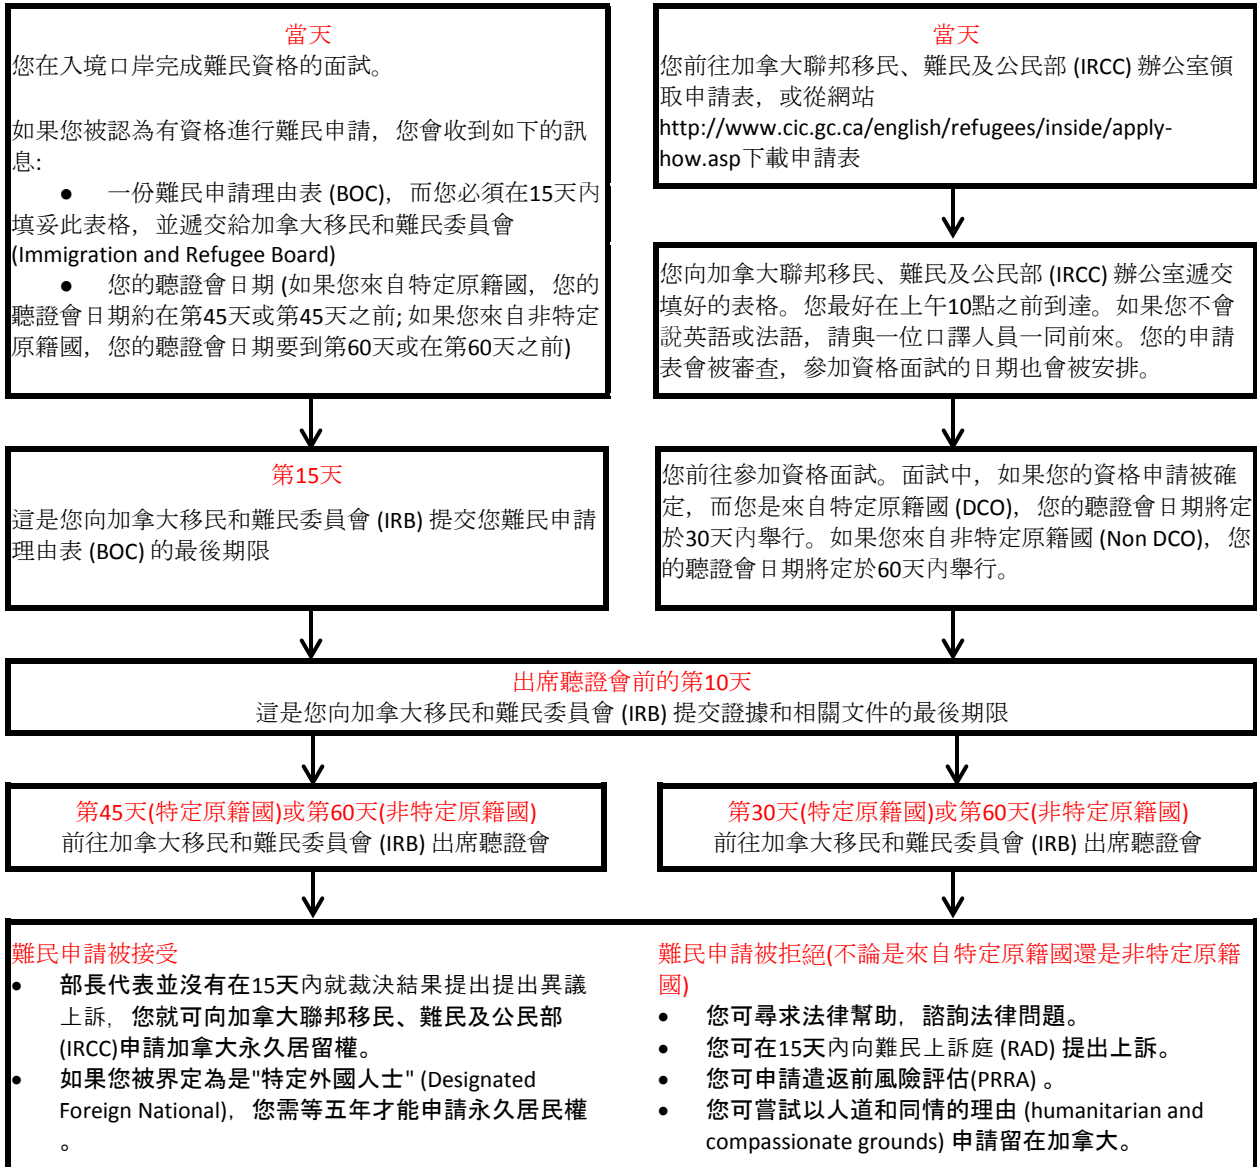 當天
您在入境口岸完成難民資格的面試。
如果您被認為有資格進行難民申請，您會收到如下的訊
息:
● 一份難民申請理由表 (BOC)，而您必須在15天內
填妥此表格，並遞交給加拿大移民和難民委員會
(Immigration and Refugee Board)
● 您的聽證會日期 (如果您來自特定原籍國，您的
聽證會日期約在第45天或第45天之前; 如果您來自非特定
原籍國，您的聽證會日期要到第60天或在第60天之前)
第15天
這是您向加拿大移民和難民委員會 (IRB) 提交您難民申請
理由表 (BOC) 的最後期限
當天
您前往加拿大聯邦移民、難民及公民部 (IRCC) 辦公室領
取申請表，或從網站
http://www.cic.gc.ca/english/refugees/inside/apply-
how.asp下載申請表
您向加拿大聯邦移民、難民及公民部 (IRCC) 辦公室遞交
填好的表格。您最好在上午10點之前到達。如果您不會
說英語或法語，請與一位口譯人員一同前來。您的申請
表會被審查，參加資格面試的日期也會被安排。
您前往參加資格面試。面試中，如果您的資格申請被確
定，而您是來自特定原籍國 (DCO)，您的聽證會日期將定
於30天內舉行。如果您來自非特定原籍國 (Non DCO)，您
的聽證會日期將定於60天內舉行。
出席聽證會前的第10天
這是您向加拿大移民和難民委員會 (IRB) 提交證據和相關文件的最後期限
第45天(特定原籍國)或第60天(非特定原籍國)
前往加拿大移民和難民委員會 (IRB) 出席聽證會
第30天(特定原籍國)或第60天(非特定原籍國)
前往加拿大移民和難民委員會 (IRB) 出席聽證會
難民申請被接受
• 部長代表並沒有在15天內就裁決結果提出提出異議
上訴，您就可向加拿大聯邦移民、難民及公民部
(IRCC)申請加拿大永久居留權。
• 如果您被界定為是"特定外國人士" (Designated
Foreign National)，您需等五年才能申請永久居民權
。
難民申請被拒絕(不論是來自特定原籍國還是非特定原籍
國)
• 您可尋求法律幫助，諮詢法律問題。
• 您可在15天內向難民上訴庭 (RAD) 提出上訴。
• 您可申請遣返前風險評估(PRRA) 。
• 您可嘗試以人道和同情的理由 (humanitarian and
compassionate grounds) 申請留在加拿大。